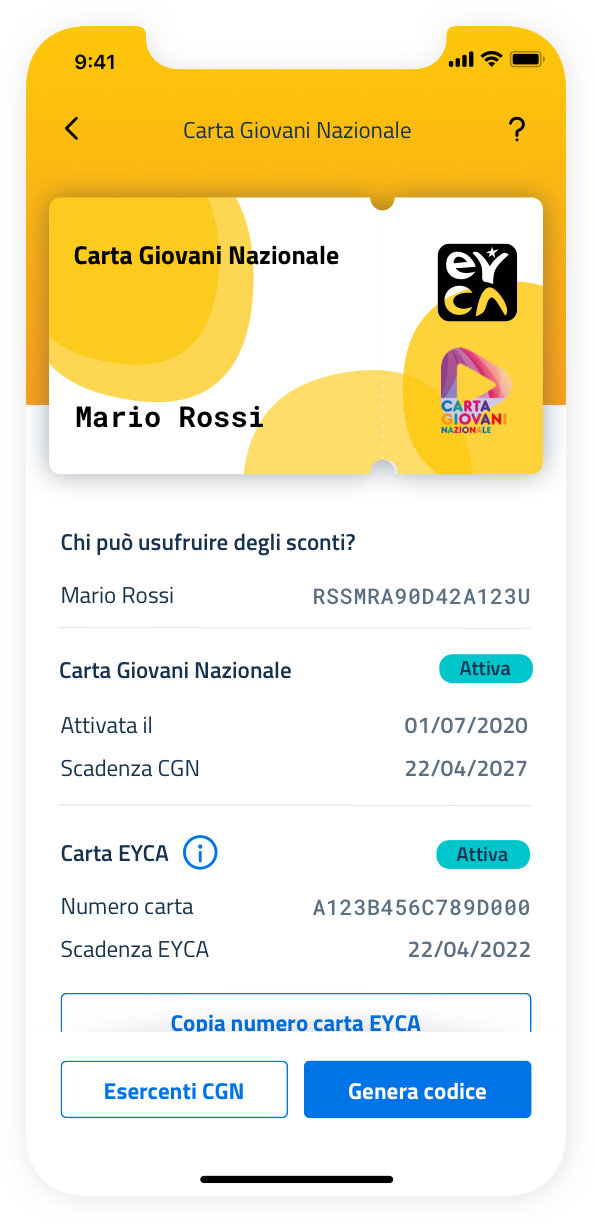 9:41
Carta Giovani Nazionale
?
Carta Giovani Nazionale
EYCA
CARTA
GIOVANI
NAZIONALE
Mario Rossi
Chi può usufruire degli sconti?
Mario Rossi RSSMRA90D42A123U
Carta Giovani Nazionale Attiva
Attivata il 01/07/2020
Scadenza CGN 22/04/2027
Carta EYCA i Attiva
Numero carta A123B456C789D000
Scadenza EYCA 22/04/2022
Copia numero carta EYCA
Esercenti CGN Genera codice